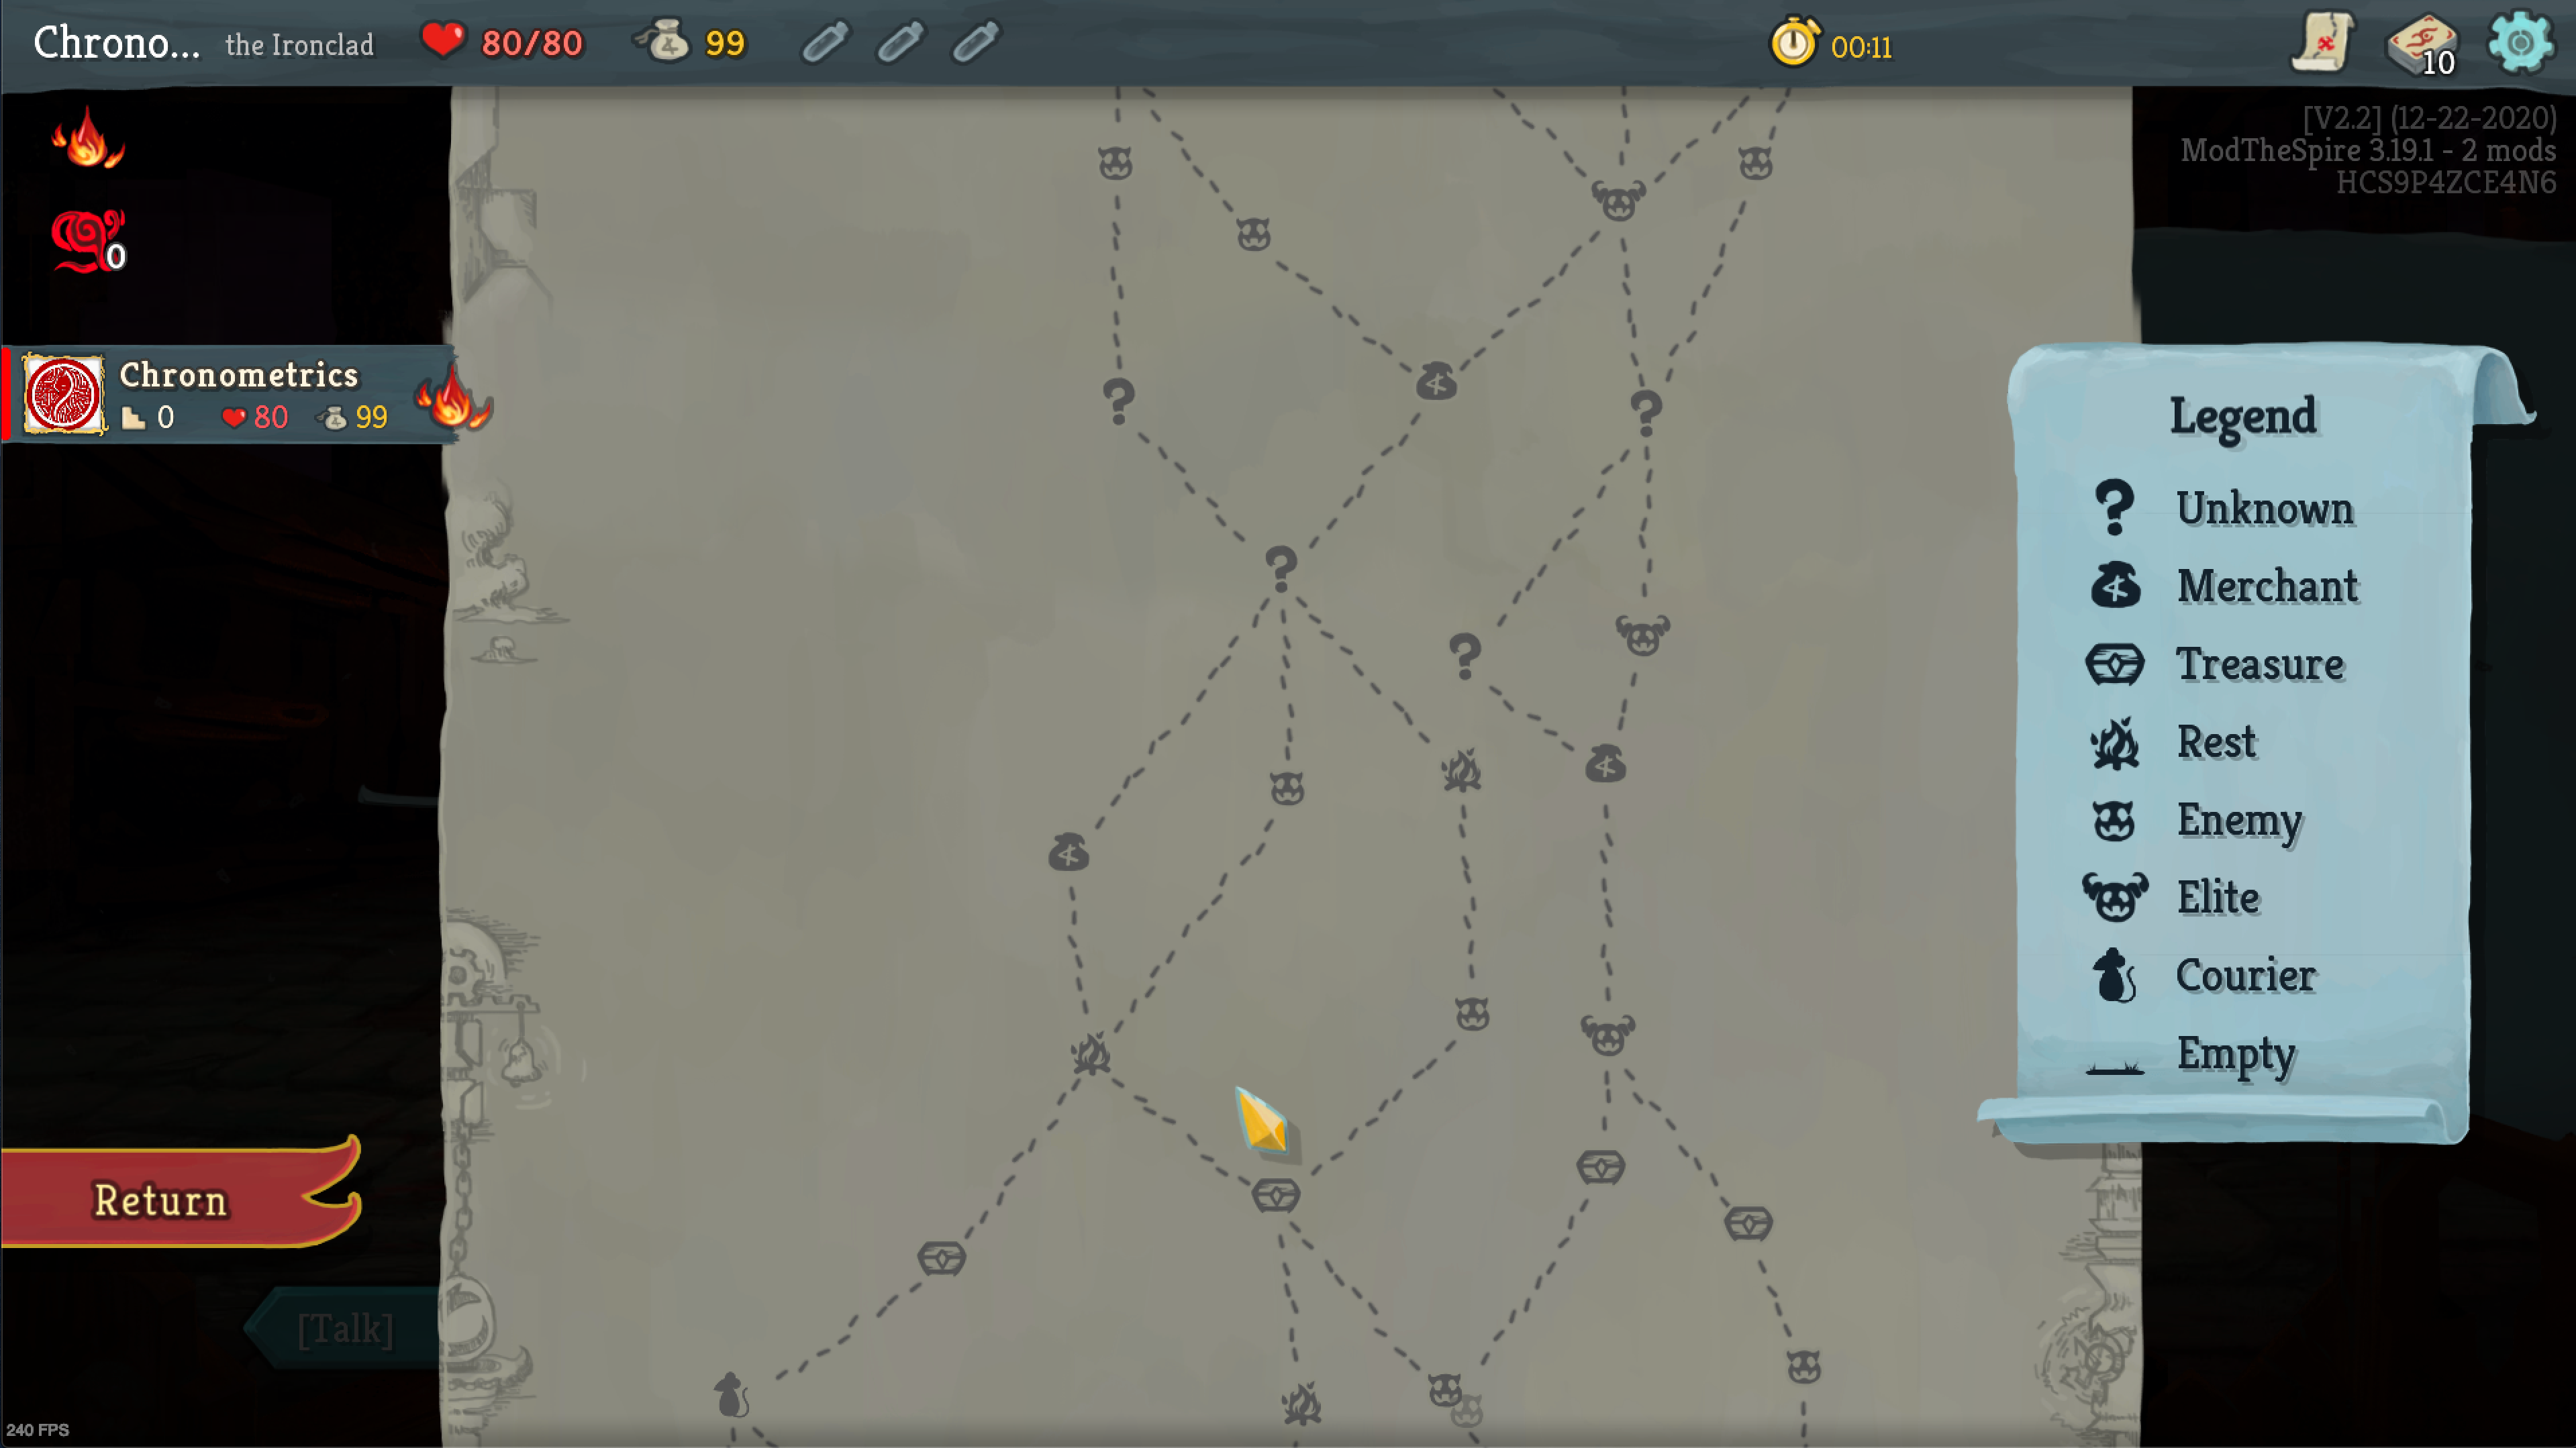 Chrono... the Ironclad 80/80 99 00:11 10
[V2.2] (12-22-2020)
ModTheSpire 3.19.1 - 2 mods
HCS9P4ZCE4N6
0
Chronometrics
0 80 99
Legend
Unknown
Merchant
Treasure
Rest
Enemy
Elite
Courier
Empty
Return
[Talk]
240 FPS